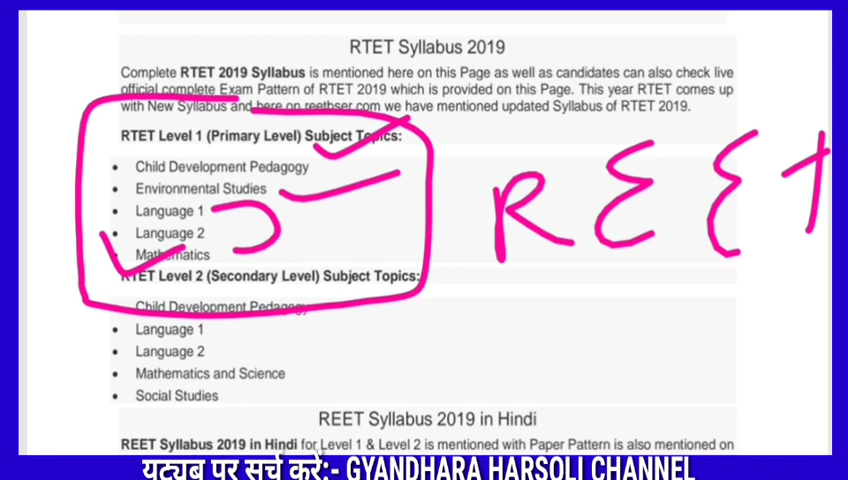 RTET Syllabus 2019
Complete RTET 2019 Syllabus is mentioned here on this Page as well as candidates can also check live
official complete Exam Pattern of RTET 2019 which is provided on this Page. This year RTET comes up
with New Syllabus and here on reetbser.com we have mentioned updated Syllabus of RTET 2019.
RTET Level 1 (Primary Level) Subject Topics:
• Child Development Pedagogy
• Environmental Studies
• Language 1
• Language 2
• Mathematics
REET
RTET Level 2 (Secondary Level) Subject Topics:
Child Development Pedagogy
• Language 1
• Language 2
• Mathematics and Science
• Social Studies
REET Syllabus 2019 in Hindi
REET Syllabus 2019 in Hindi for Level 1 & Level 2 is mentioned with Paper Pattern is also mentioned on
यूट्यूब पर सर्च करें:- GYANDHARA HARSOLI CHANNEL